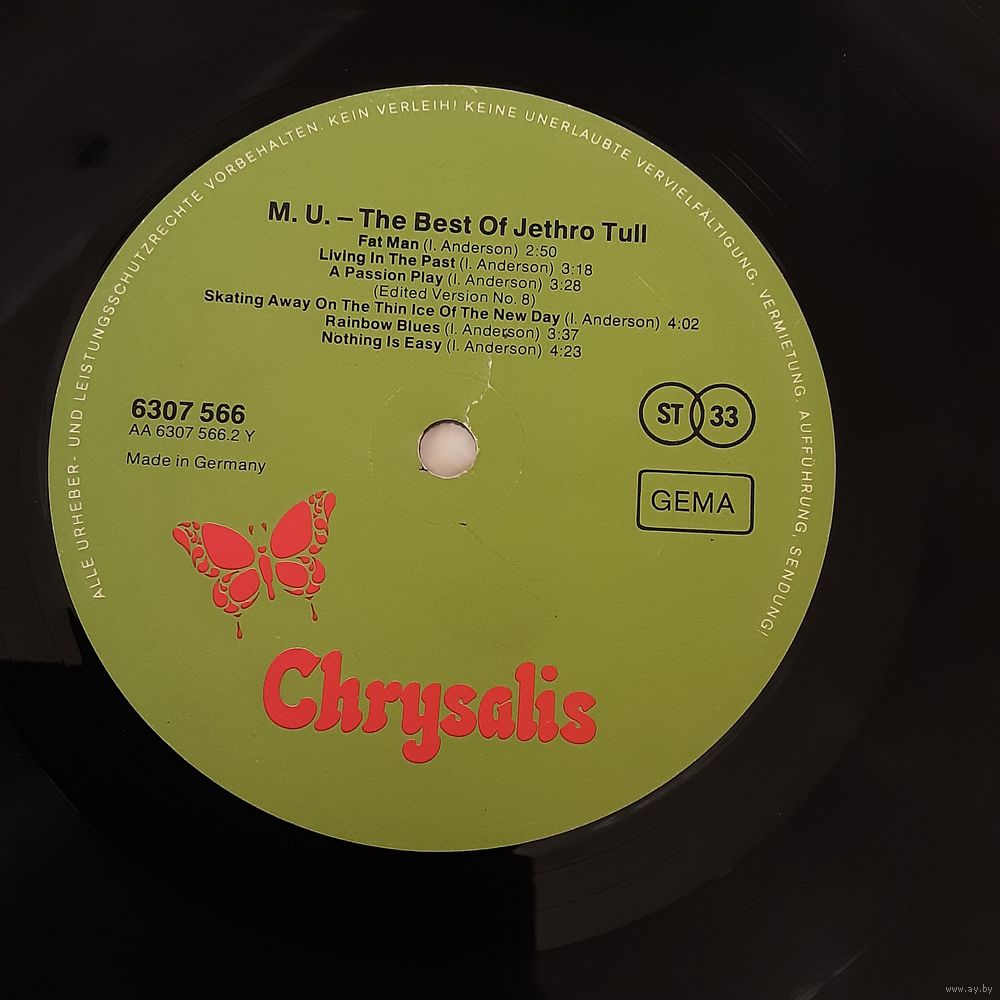 ALLE URHEBER- UND LEISTUNGSSCHUTZRECHTE VORBEHALTEN. KEIN VERLEIH! KEINE UNERLAUBTE VERVIELFÄLTIGUNG, VERMIETUNG, AUFFÜHRUNG, SENDUNG!
M. U. – The Best Of Jethro Tull
Fat Man (I. Anderson) 2:50
Living In The Past (I. Anderson) 3:18
A Passion Play (I. Anderson) 3:28
(Edited Version No. 8)
Skating Away On The Thin Ice Of The New Day (I. Anderson) 4:02
Rainbow Blues (I. Anderson) 3:37
Nothing Is Easy (I. Anderson) 4:23
6307 566
AA 6307 566.2 Y
Made in Germany
ST 33
GEMA
Chrysalis
www.ay.by